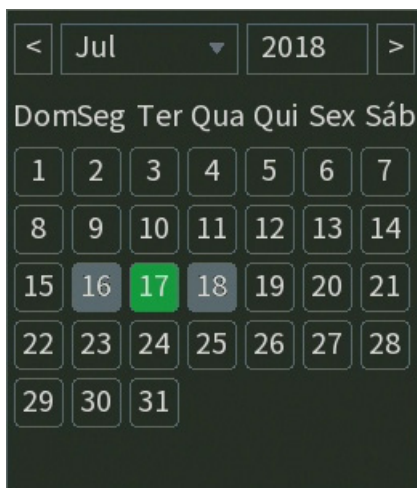 < Jul 2018 >
Dom Seg Ter Qua Qui Sex Sáb
1 2 3 4 5 6 7
8 9 10 11 12 13 14
15 16 17 18 19 20 21
22 23 24 25 26 27 28
29 30 31